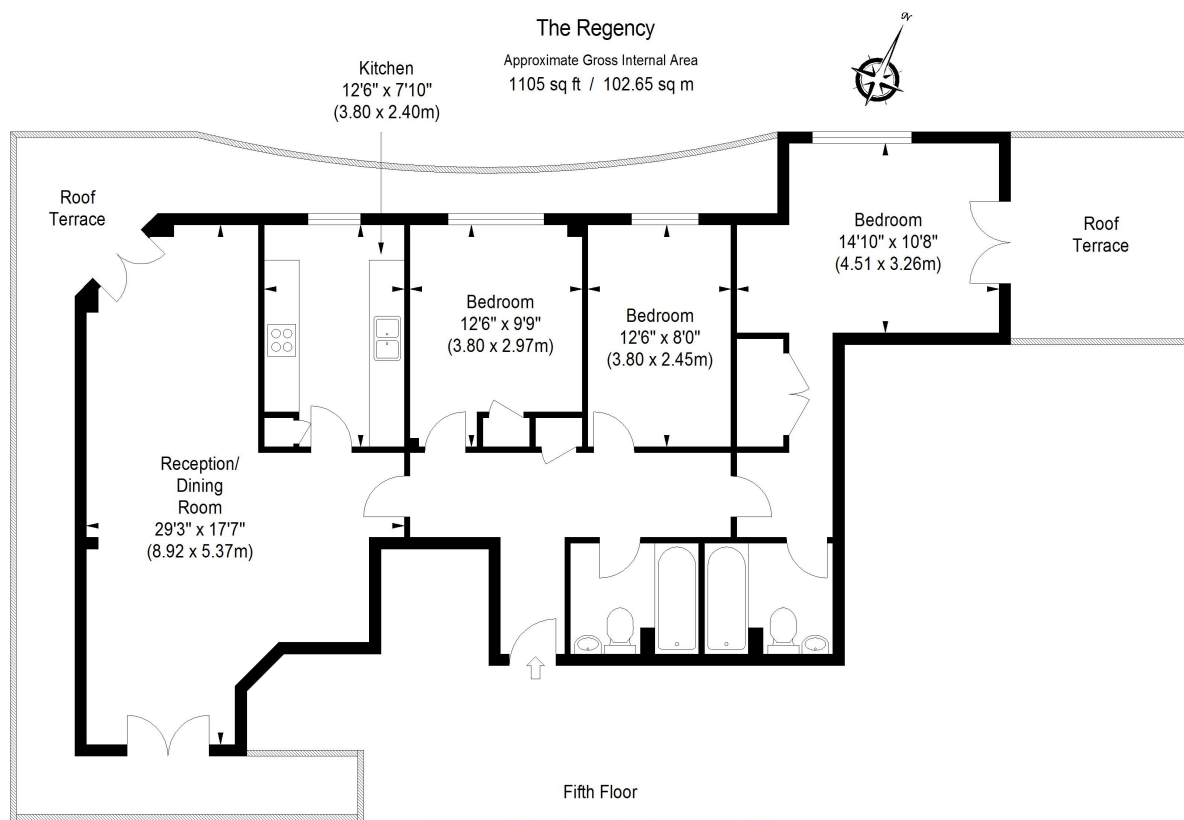 The Regency
Approximate Gross Internal Area
1105 sq ft / 102.65 sq m
N
Kitchen
12'6" x 7'10"
(3.80 x 2.40m)
Roof
Terrace
Bedroom
14'10" x 10'8"
(4.51 x 3.26m)
Roof
Terrace
Bedroom
12'6" x 9'9"
(3.80 x 2.97m)
Bedroom
12'6" x 8'0"
(3.80 x 2.45m)
Reception/
Dining
Room
29'3" x 17'7"
(8.92 x 5.37m)
Fifth Floor